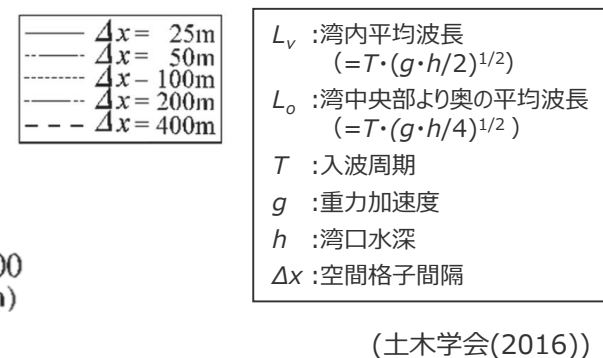 Δx = 25m
Δx = 50m
Δx − 100m
Δx = 200m
Δx = 400m
00
)
L_v :湾内平均波長
(=T・(g・h/2)^1/2)
L_o :湾中央部より奥の平均波長
(=T・(g・h/4)^1/2 )
T :入波周期
g :重力加速度
h :湾口水深
Δx :空間格子間隔
(土木学会(2016))